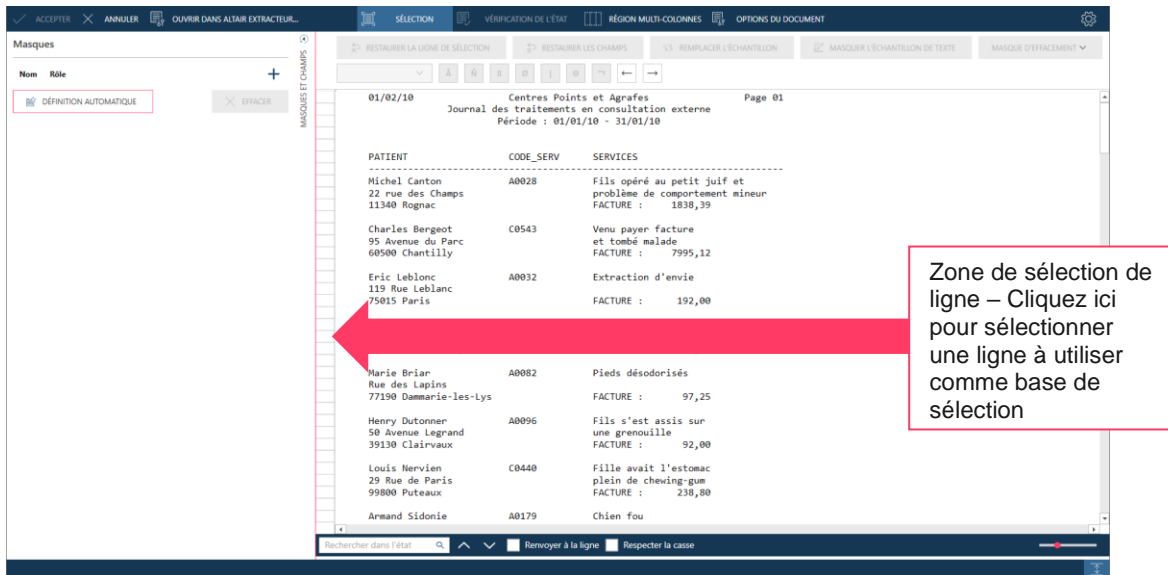 ACCEPTER ANNULER OUVRIR DANS ALTAIR EXTRACTEUR... SÉLECTION VÉRIFICATION DE L'ÉTAT RÉGION MULTI-COLONNES OPTIONS DU DOCUMENT
Masques
Nom Rôle
DÉFINITION AUTOMATIQUE EFFACER
MASQUES ET CHAMPS
RESTAURER LA LIGNE DE SÉLECTION RESTAURER LES CHAMPS REMPLACER L'ÉCHANTILLON MASQUER L'ÉCHANTILLON DE TEXTE MASQUE D'EFFACEMENT
01/02/10 Centres Points et Agrafes Page 01
Journal des traitements en consultation externe
Période : 01/01/10 - 31/01/10
PATIENT CODE_SERV SERVICES
Michel Canton A0028 Fils opéré au petit juif et
22 rue des Champs problème de comportement mineur
11340 Rognac FACTURE : 1838,39
Charles Bergeot C0543 Venu payer facture
95 Avenue du Parc et tombé malade
60500 Chantilly FACTURE : 7995,12
Eric Leblonc A0032 Extraction d'envie
119 Rue Leblanc
75015 Paris FACTURE : 192,00
Marie Briar A0082 Pieds désodorisés
Rue des Lapins
77190 Dammarie-les-Lys FACTURE : 97,25
Henry Dutonner A0096 Fils s'est assis sur
50 Avenue Legrand une grenouille
39130 Clairvaux FACTURE : 92,00
Louis Nervien C0440 Fille avait l'estomac
29 Rue de Paris plein de chewing-gum
99800 Puteaux FACTURE : 238,80
Armand Sidonie A0179 Chien fou
Zone de sélection de
ligne – Cliquez ici
pour sélectionner
une ligne à utiliser
comme base de
sélection
Rechercher dans l'état Renvoyer à la ligne Respecter la casse